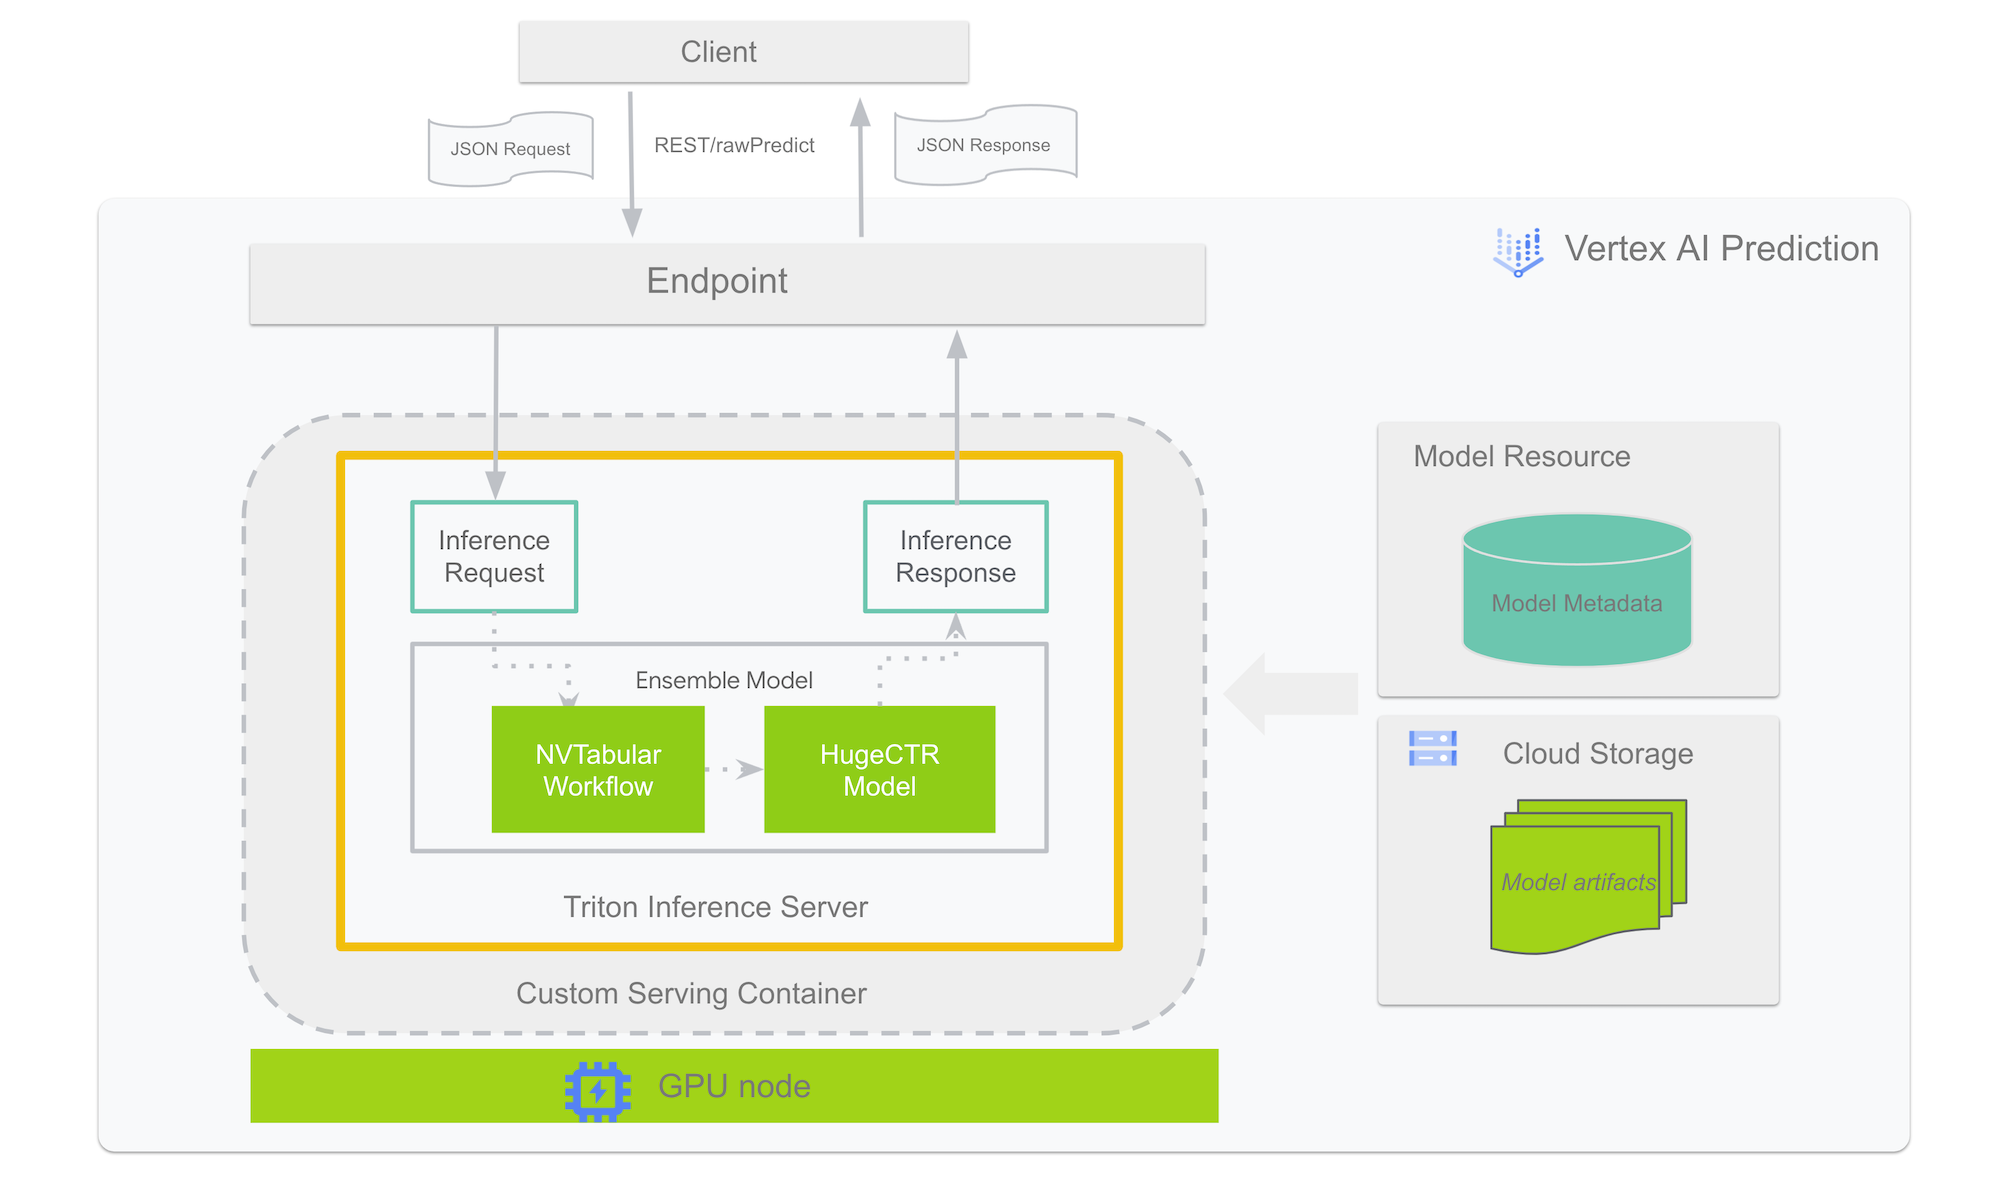 Client
JSON Request
REST/rawPredict
JSON Response
Vertex AI Prediction
Endpoint
Inference
Request
Inference
Response
Ensemble Model
NVTabular
Workflow
HugeCTR
Model
Triton Inference Server
Custom Serving Container
GPU node
Model Resource
Model Metadata
Cloud Storage
Model artifacts